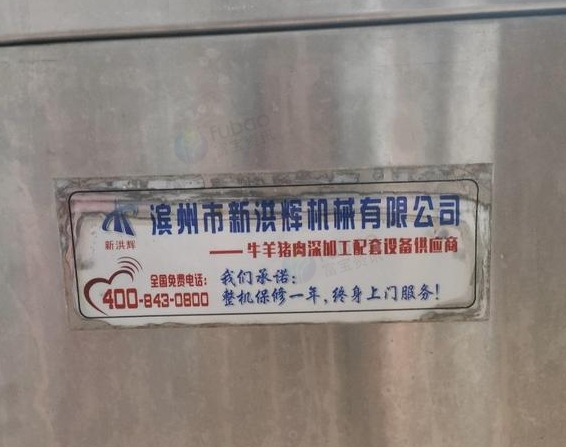 Fubao
滨州市新洪辉机械有限公司
新洪辉
——牛羊猪肉深加工配套设备供应商
全国免费电话:
400-843-0800
我们承诺:
整机保修一年,终身上门服务!